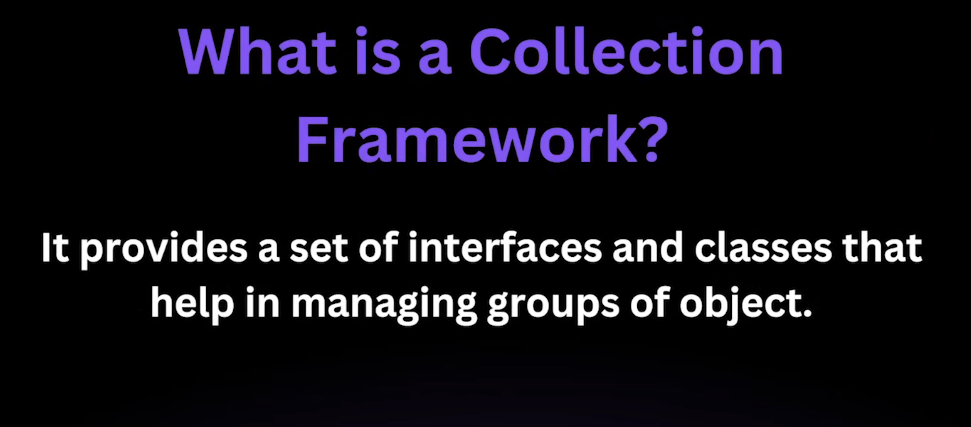 What is a Collection
Framework?
It provides a set of interfaces and classes that
help in managing groups of object.